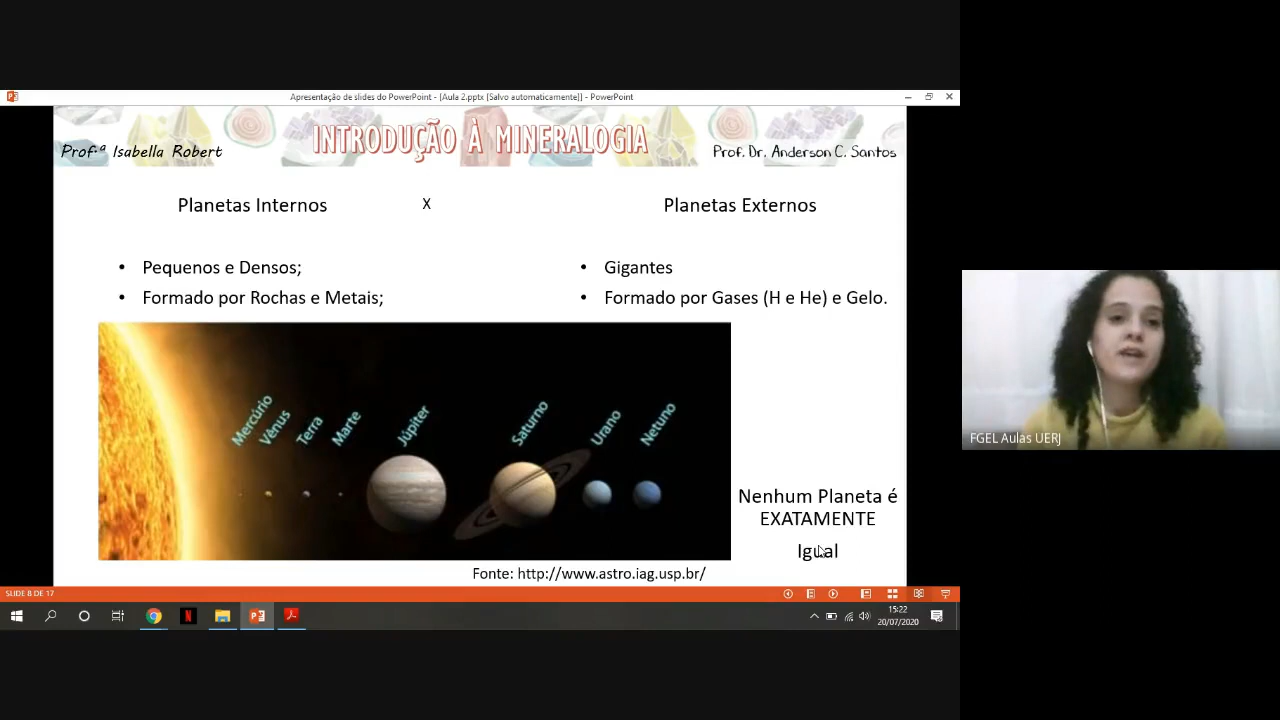 Apresentação de slides do PowerPoint - [Aula 2.pptx [Salvo automaticamente]] - PowerPoint
INTRODUÇÃO À MINERALOGIA
Prof.ª Isabella Robert
Prof. Dr. Anderson C. Santos
Planetas Internos X Planetas Externos
• Pequenos e Densos;
• Formado por Rochas e Metais;
• Gigantes
• Formado por Gases (H e He) e Gelo.
Mercúrio
Vênus
Terra
Marte
Júpiter
Saturno
Urano
Netuno
Nenhum Planeta é
EXATAMENTE
Igual
Fonte: http://www.astro.iag.usp.br/
FGEL Aulas UERJ
SLIDE 8 DE 17
15:22
20/07/2020